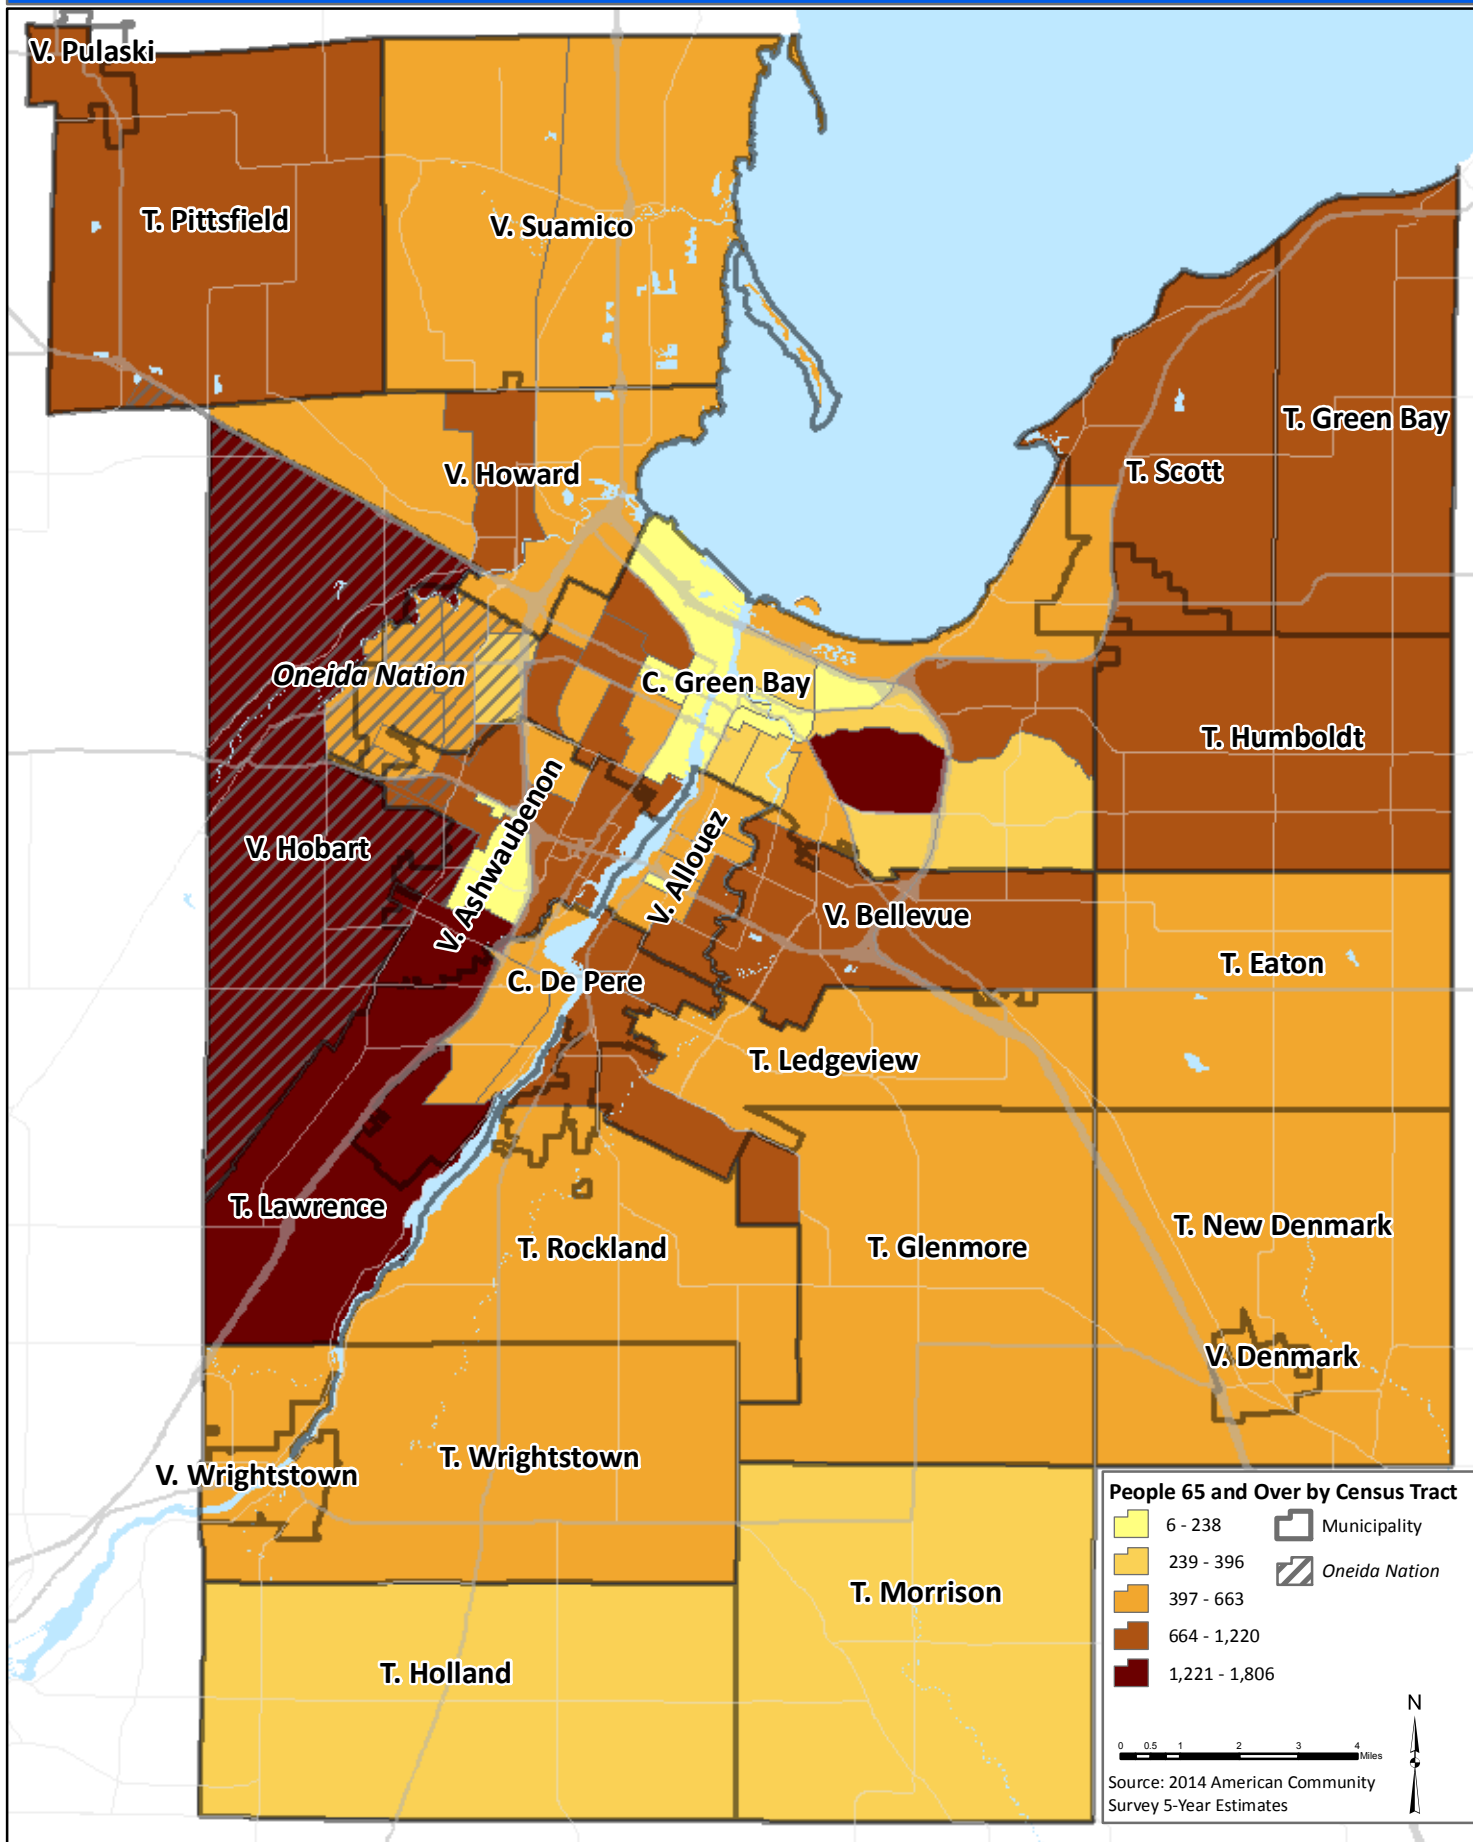 V. Pulaski
T. Pittsfield
V. Suamico
T. Green Bay
T. Scott
V. Howard
Oneida Nation
C. Green Bay
T. Humboldt
V. Hobart
V. Ashwaubenon
V. Allouez
V. Bellevue
T. Eaton
C. De Pere
T. Ledgeview
T. Lawrence
T. Rockland
T. Glenmore
T. New Denmark
V. Denmark
T. Wrightstown
V. Wrightstown
T. Morrison
T. Holland
People 65 and Over by Census Tract
6 - 238
Municipality
239 - 396
Oneida Nation
397 - 663
664 - 1,220
1,221 - 1,806
N
0 0.5 1 2 3 4
Miles
Source: 2014 American Community
Survey 5-Year Estimates